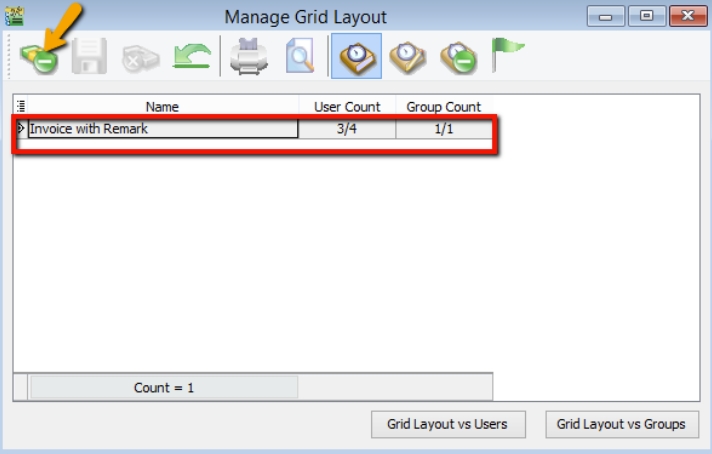 Manage Grid Layout
Name User Count Group Count
Invoice with Remark 3/4 1/1
Count = 1
Grid Layout vs Users Grid Layout vs Groups